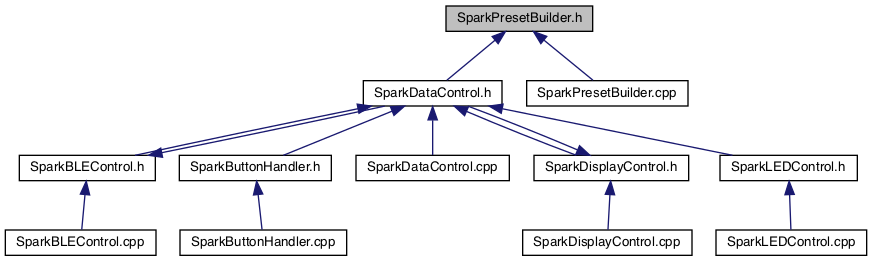 SparkPresetBuilder.h
SparkDataControl.h
SparkPresetBuilder.cpp
SparkBLEControl.h
SparkButtonHandler.h
SparkDataControl.cpp
SparkDisplayControl.h
SparkLEDControl.h
SparkBLEControl.cpp
SparkButtonHandler.cpp
SparkDisplayControl.cpp
SparkLEDControl.cpp